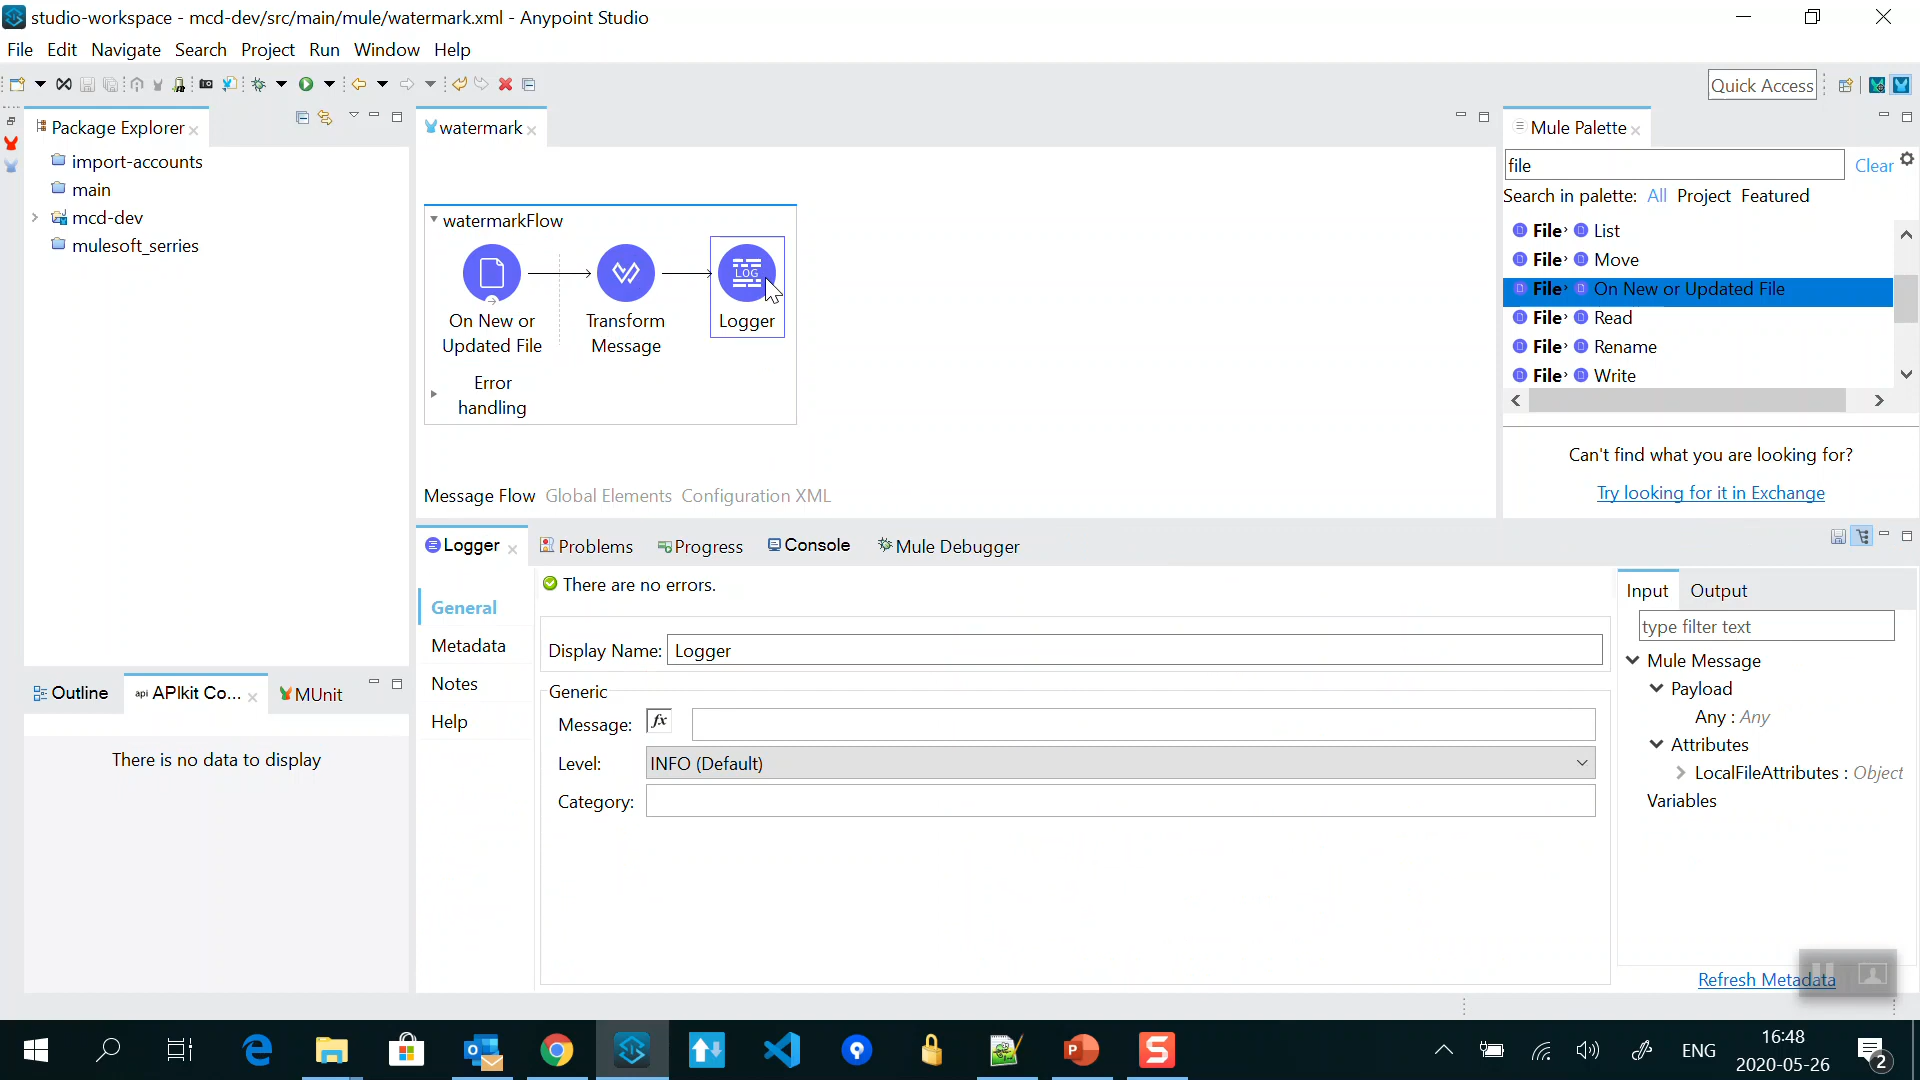 studio-workspace - mcd-dev/src/main/mule/watermark.xml - Anypoint Studio
File Edit Navigate Search Project Run Window Help
Quick Access
Package Explorer
import-accounts
main
mcd-dev
mulesoft_serries
watermark
watermarkFlow
On New or
Updated File
Transform
Message
LOG
Logger
Error
handling
Message Flow Global Elements Configuration XML
Mule Palette
file
Clear
Search in palette: All Project Featured
File List
File Move
File On New or Updated File
File Read
File Rename
File Write
Can't find what you are looking for?
Try looking for it in Exchange
Outline
api APIkit Co...
MUnit
There is no data to display
Logger Problems Progress Console Mule Debugger
There are no errors.
General
Metadata
Notes
Help
Display Name: Logger
Generic
Message: fx
Level: INFO (Default)
Category:
Input Output
type filter text
Mule Message
Payload
Any : Any
Attributes
LocalFileAttributes : Object
Variables
Refresh Metadata
P
S
ENG
16:48
2020-05-26
2